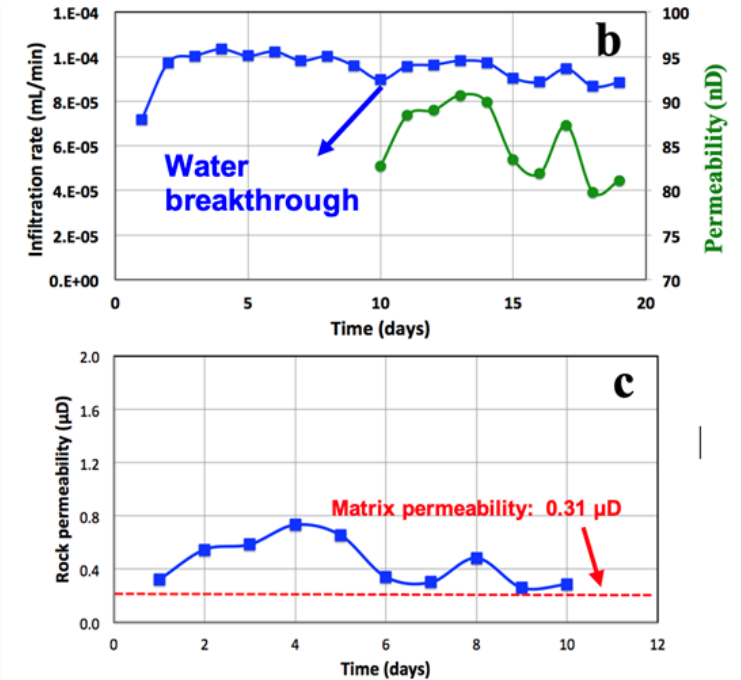 b
1.E-04
1.E-04
8.E-05
6.E-05
4.E-05
2.E-05
0.E+00
Infiltration rate (mL/min)
100
95
90
85
80
75
70
Permeability (nD)
Water
breakthrough
0 5 10 15 20
Time (days)
c
2.0
1.6
1.2
0.8
0.4
0.0
Rock permeability (µD)
Matrix permeability: 0.31 µD
0 2 4 6 8 10 12
Time (days)